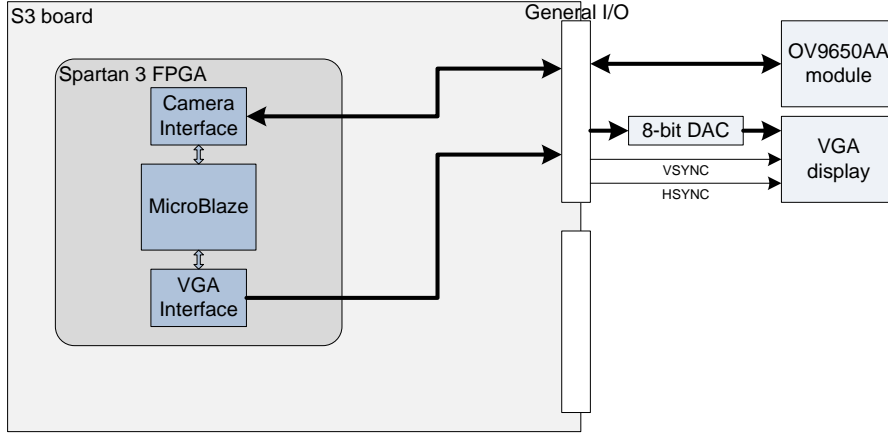 S3 board
General I/O
Spartan 3 FPGA
Camera
Interface
MicroBlaze
VGA
Interface
OV9650AA
module
8-bit DAC
VGA
display
VSYNC
HSYNC